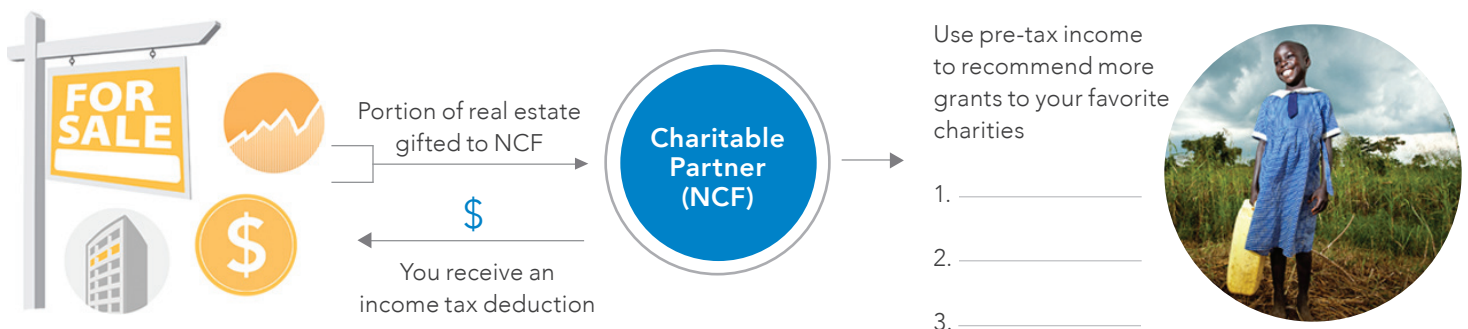 FOR
SALE
$
Portion of real estate
gifted to NCF
$
You receive an
income tax deduction
Charitable
Partner
(NCF)
Use pre-tax income
to recommend more
grants to your favorite
charities
1.
2.
3.